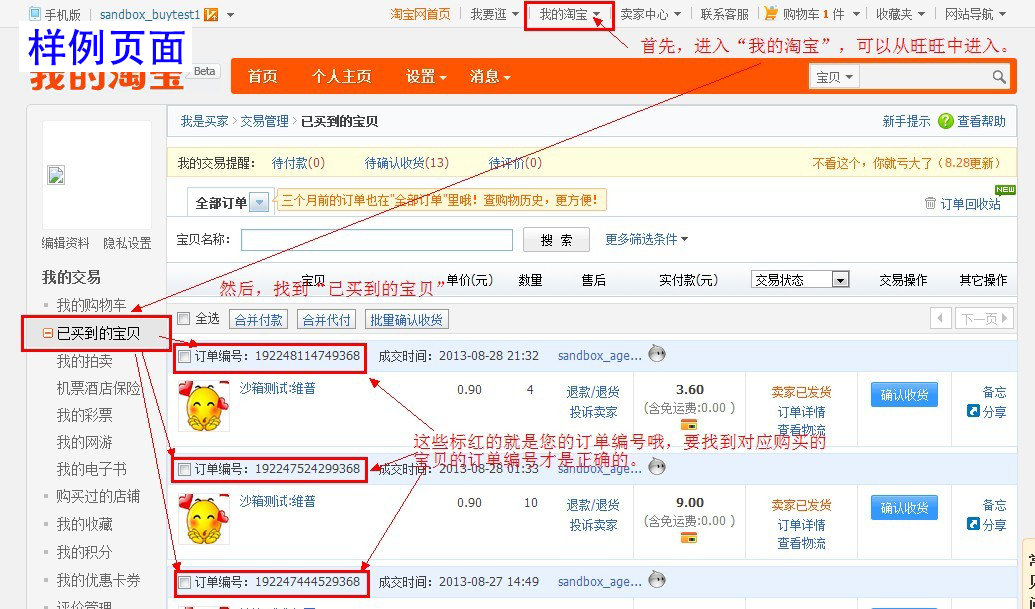 手机版 sandbox_buytest1 淘宝网首页 我要逛 我的淘宝 卖家中心 联系客服 购物车 1 件 收藏夹 网站导航
样例页面
首先，进入“我的淘宝”，可以从旺旺中进入。
我的淘宝 Beta 首页 个人主页 设置 消息 宝贝
我是买家 > 交易管理 > 已买到的宝贝 新手提示 ? 查看帮助
我的交易提醒： 待付款(0) 待确认收货(13) 待评价(0) 不看这个，你就亏大了（8.28更新）
全部订单 三个月前的订单也在"全部订单"里哦！查购物历史，更方便！ NEW 订单回收站
编辑资料 隐私设置
宝贝名称： 搜 索 更多筛选条件
我的交易
宝贝 单价(元) 数量 售后 实付款(元) 交易状态 交易操作 其它操作
然后，找到“已买到的宝贝”
我的购物车
全选 合并付款 合并代付 批量确认收货 下一页
已买到的宝贝
订单编号：192248114749368 成交时间：2013-08-28 21:32 sandbox_age...
我的拍卖
机票酒店保险
我的彩票
我的网游
我的电子书
购买过的店铺
我的收藏
我的积分
我的优惠卡券
评价管理
沙箱测试:维普 0.90 4 退款/退货 3.60 卖家已发货 确认收货 备忘
投诉卖家 (含免运费:0.00 ) 订单详情 分享
查看物流
这些标红的就是您的订单编号哦，要找到对应购买的
宝贝的订单编号才是正确的。
订单编号：192247524299368 成交时间：2013-08-28 01:33 sandbox_age...
沙箱测试:维普 0.90 10 退款/退货 9.00 卖家已发货 确认收货 备忘
投诉卖家 (含免运费:0.00 ) 订单详情 分享
查看物流
订单编号：192247444529368 成交时间：2013-08-27 14:49 sandbox_age...